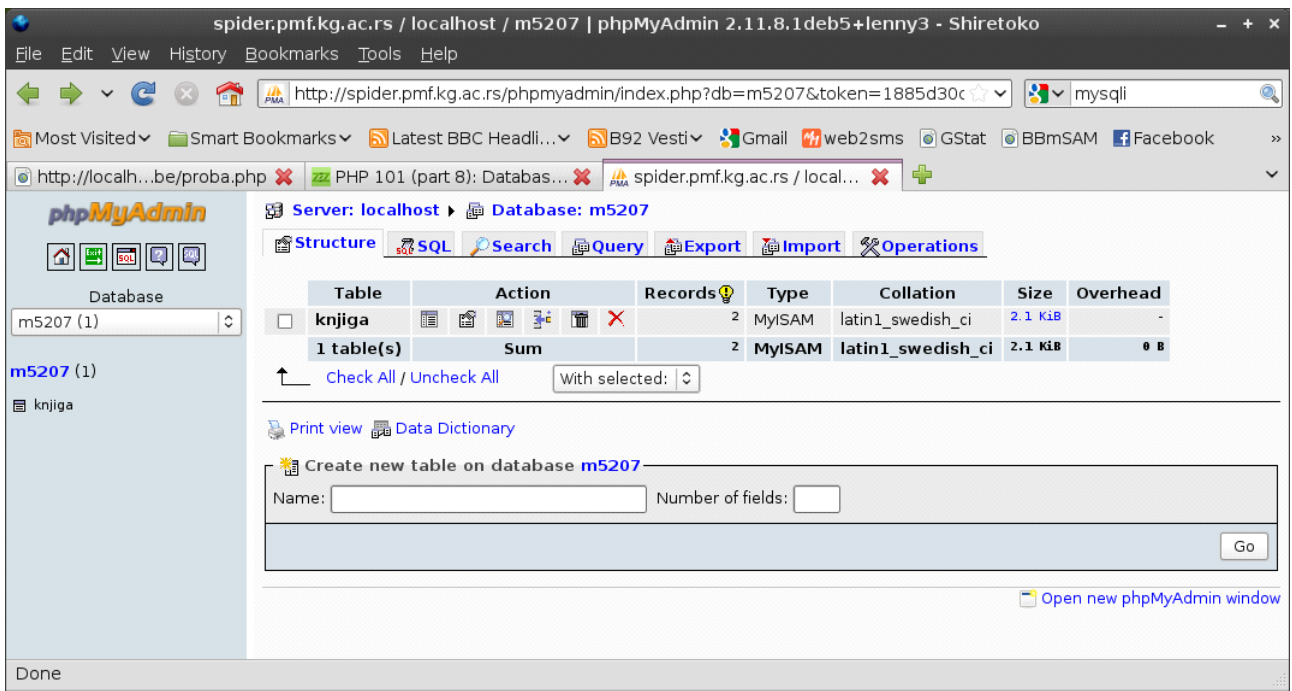 spider.pmf.kg.ac.rs / localhost / m5207 | phpMyAdmin 2.11.8.1deb5+lenny3 - Shiretoko
File Edit View History Bookmarks Tools Help
PMA http://spider.pmf.kg.ac.rs/phpmyadmin/index.php?db=m5207&token=1885d30c mysqli
Most Visited Smart Bookmarks Latest BBC Headli... B92 Vesti Gmail web2sms GStat BBmSAM Facebook »
http://localh...be/proba.php zzz PHP 101 (part 8): Databas... PMA spider.pmf.kg.ac.rs / local...
phpMyAdmin
EXIT SQL ? SQL
Database
m5207 (1)
m5207 (1)
knjiga
Server: localhost Database: m5207
Structure SQL Search Query Export Import Operations
Table Action Records Type Collation Size Overhead
knjiga 2 MyISAM latin1_swedish_ci 2.1 KiB -
1 table(s) Sum 2 MyISAM latin1_swedish_ci 2.1 KiB 0 B
Check All / Uncheck All With selected:
Print view Data Dictionary
Create new table on database m5207
Name: Number of fields:
Go
Open new phpMyAdmin window
Done